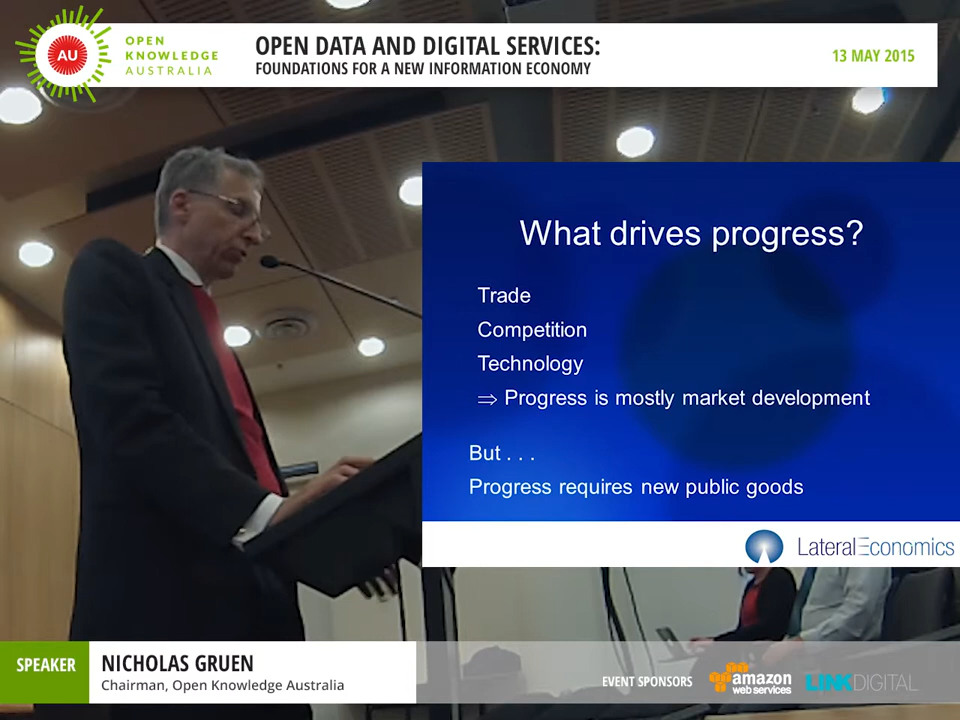 AU
OPEN
KNOWLEDGE
AUSTRALIA
OPEN DATA AND DIGITAL SERVICES:
FOUNDATIONS FOR A NEW INFORMATION ECONOMY
13 MAY 2015
What drives progress?
Trade
Competition
Technology
⇒ Progress is mostly market development
But . . .
Progress requires new public goods
LateralEconomics
SPEAKER
NICHOLAS GRUEN
Chairman, Open Knowledge Australia
EVENT SPONSORS
amazon
web services
LINKDIGITAL